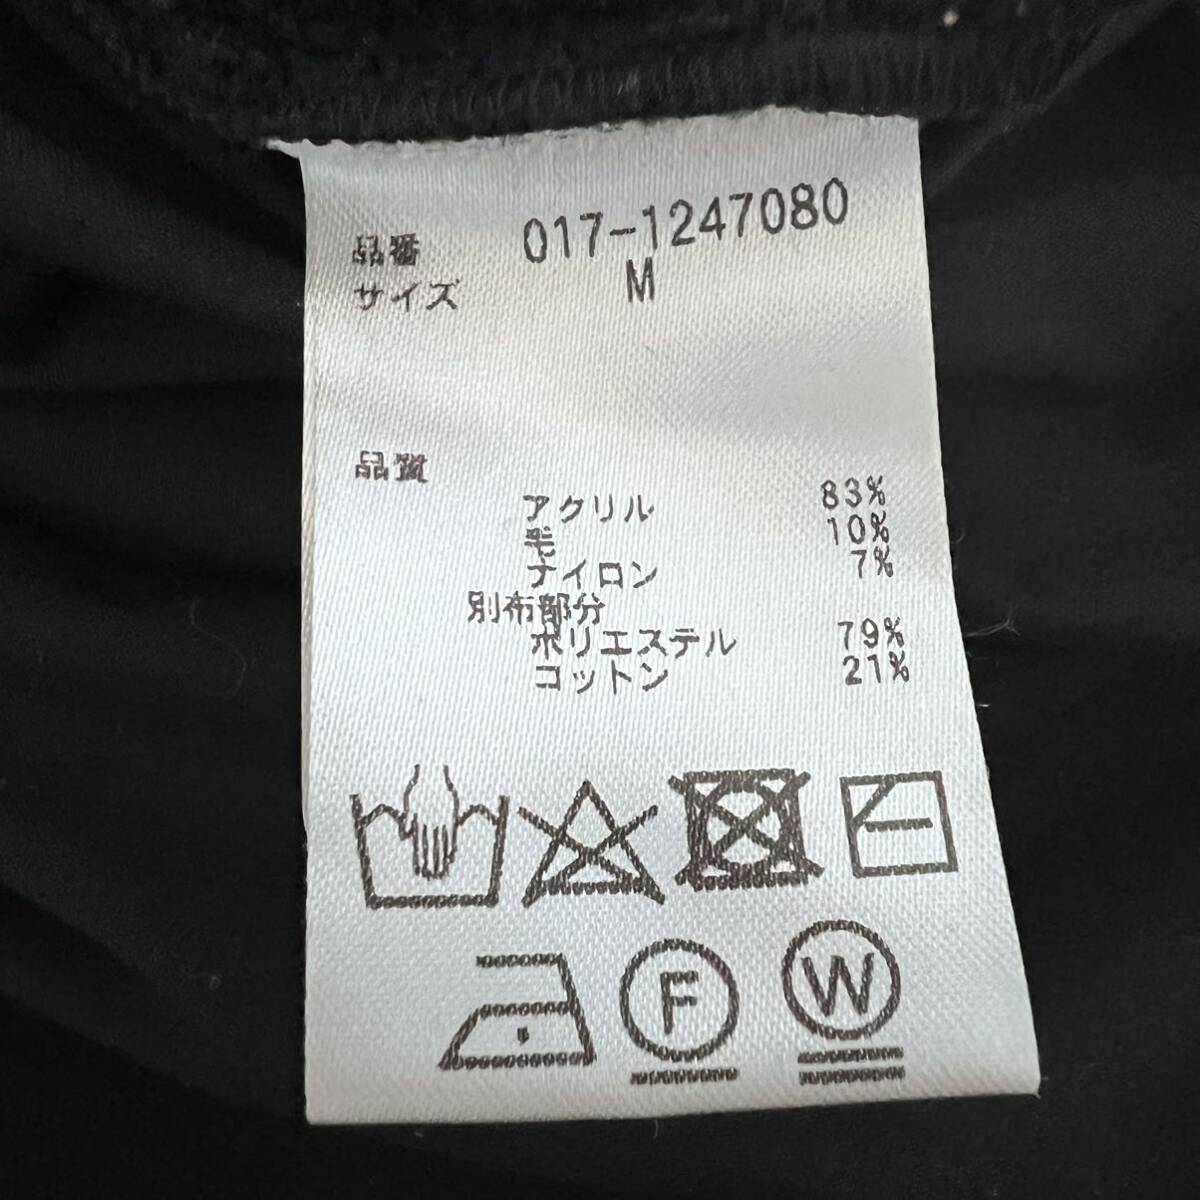 品番 017-1247080
サイズ M
品質
アクリル 83%
毛 10%
ナイロン 7%
別布部分
ポリエステル 79%
コットン 21%
F W